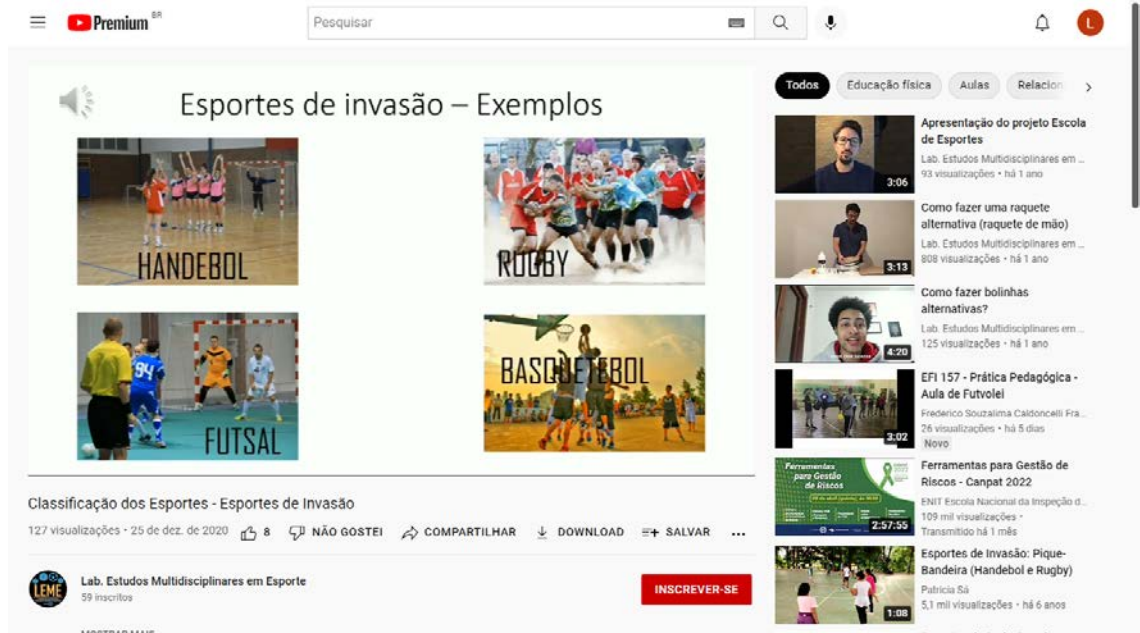 Premium BR
Pesquisar
L
Esportes de invasão – Exemplos
HANDEBOL
RUGBY
94
FUTSAL
BASQUETEBOL
Classificação dos Esportes - Esportes de Invasão
127 visualizações • 25 de dez. de 2020
8
NÃO GOSTEI
COMPARTILHAR
DOWNLOAD
SALVAR
LEME
Lab. Estudos Multidisciplinares em Esporte
59 inscritos
INSCREVER-SE
MOSTRAR MAIS
Todos
Educação física
Aulas
Relacion
3:06
Apresentação do projeto Escola
de Esportes
Lab. Estudos Multidisciplinares em ...
93 visualizações • há 1 ano
3:13
Como fazer uma raquete
alternativa (raquete de mão)
Lab. Estudos Multidisciplinares em ...
808 visualizações • há 1 ano
4:20
Como fazer bolinhas
alternativas?
Lab. Estudos Multidisciplinares em ...
125 visualizações • há 1 ano
3:02
EFI 157 - Prática Pedagógica -
Aula de Futvolei
Frederico Souzalima Caldoncelli Fra...
26 visualizações • há 5 dias
Novo
Ferramentas
para Gestão
de Riscos
2:57:55
Ferramentas para Gestão de
Riscos - Canpat 2022
ENIT Escola Nacional da Inspeção d...
109 mil visualizações •
Transmitido há 1 mês
1:08
Esportes de Invasão: Pique-
Bandeira (Handebol e Rugby)
Patricia Sá
5,1 mil visualizações • há 6 anos